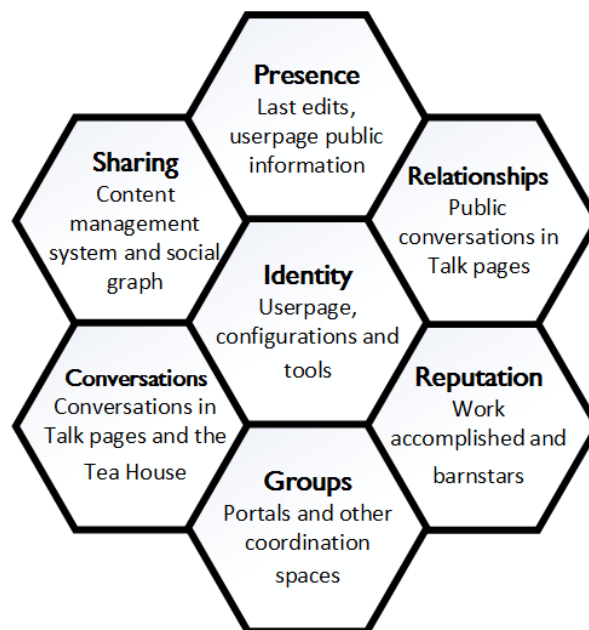 Presence
Last edits,
userpage public
information
Sharing
Content
management
system and social
graph
Relationships
Public
conversations in
Talk pages
Identity
Userpage,
configurations and
tools
Conversations
Conversations in
Talk pages and the
Tea House
Reputation
Work
accomplished and
barnstars
Groups
Portals and other
coordination
spaces